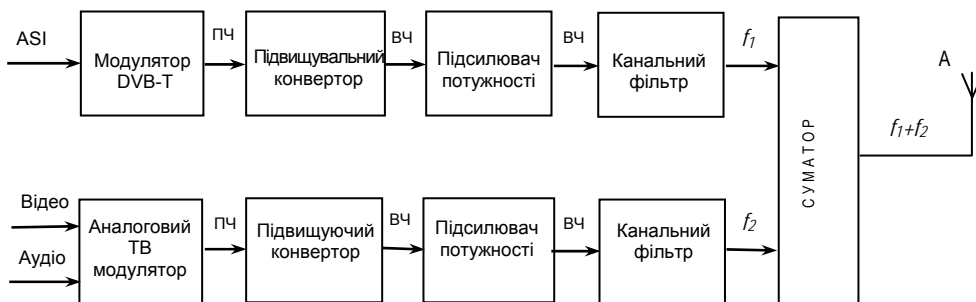 ASI
Модулятор
DVB-T
ПЧ
Підвищувальний
конвертор
ВЧ
Підсилювач
потужності
ВЧ
Канальний
фільтр
f₁
СУМАТОР
f₁+f₂
А
Відео
Аудіо
Аналоговий
ТВ
модулятор
ПЧ
Підвищуючий
конвертор
ВЧ
Підсилювач
потужності
ВЧ
Канальний
фільтр
f₂